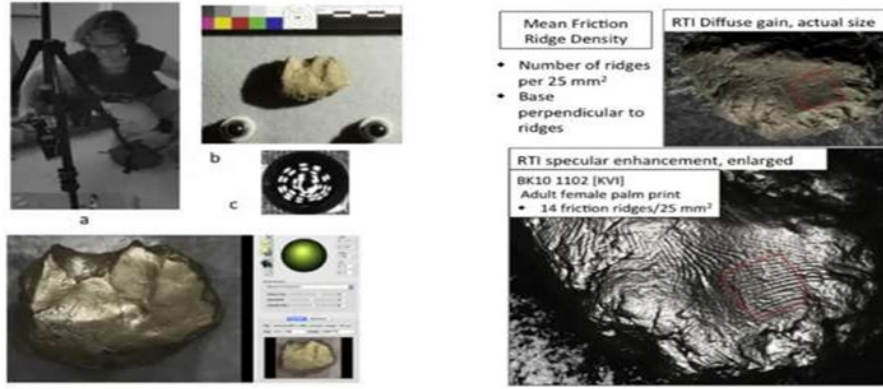 a
b
c
Mean Friction
Ridge Density
• Number of ridges
per 25 mm²
• Base
perpendicular to
ridges
RTI Diffuse gain, actual size
RTI specular enhancement, enlarged
BK10 1102 [KVI]
Adult female palm print
• 14 friction ridges/25 mm²